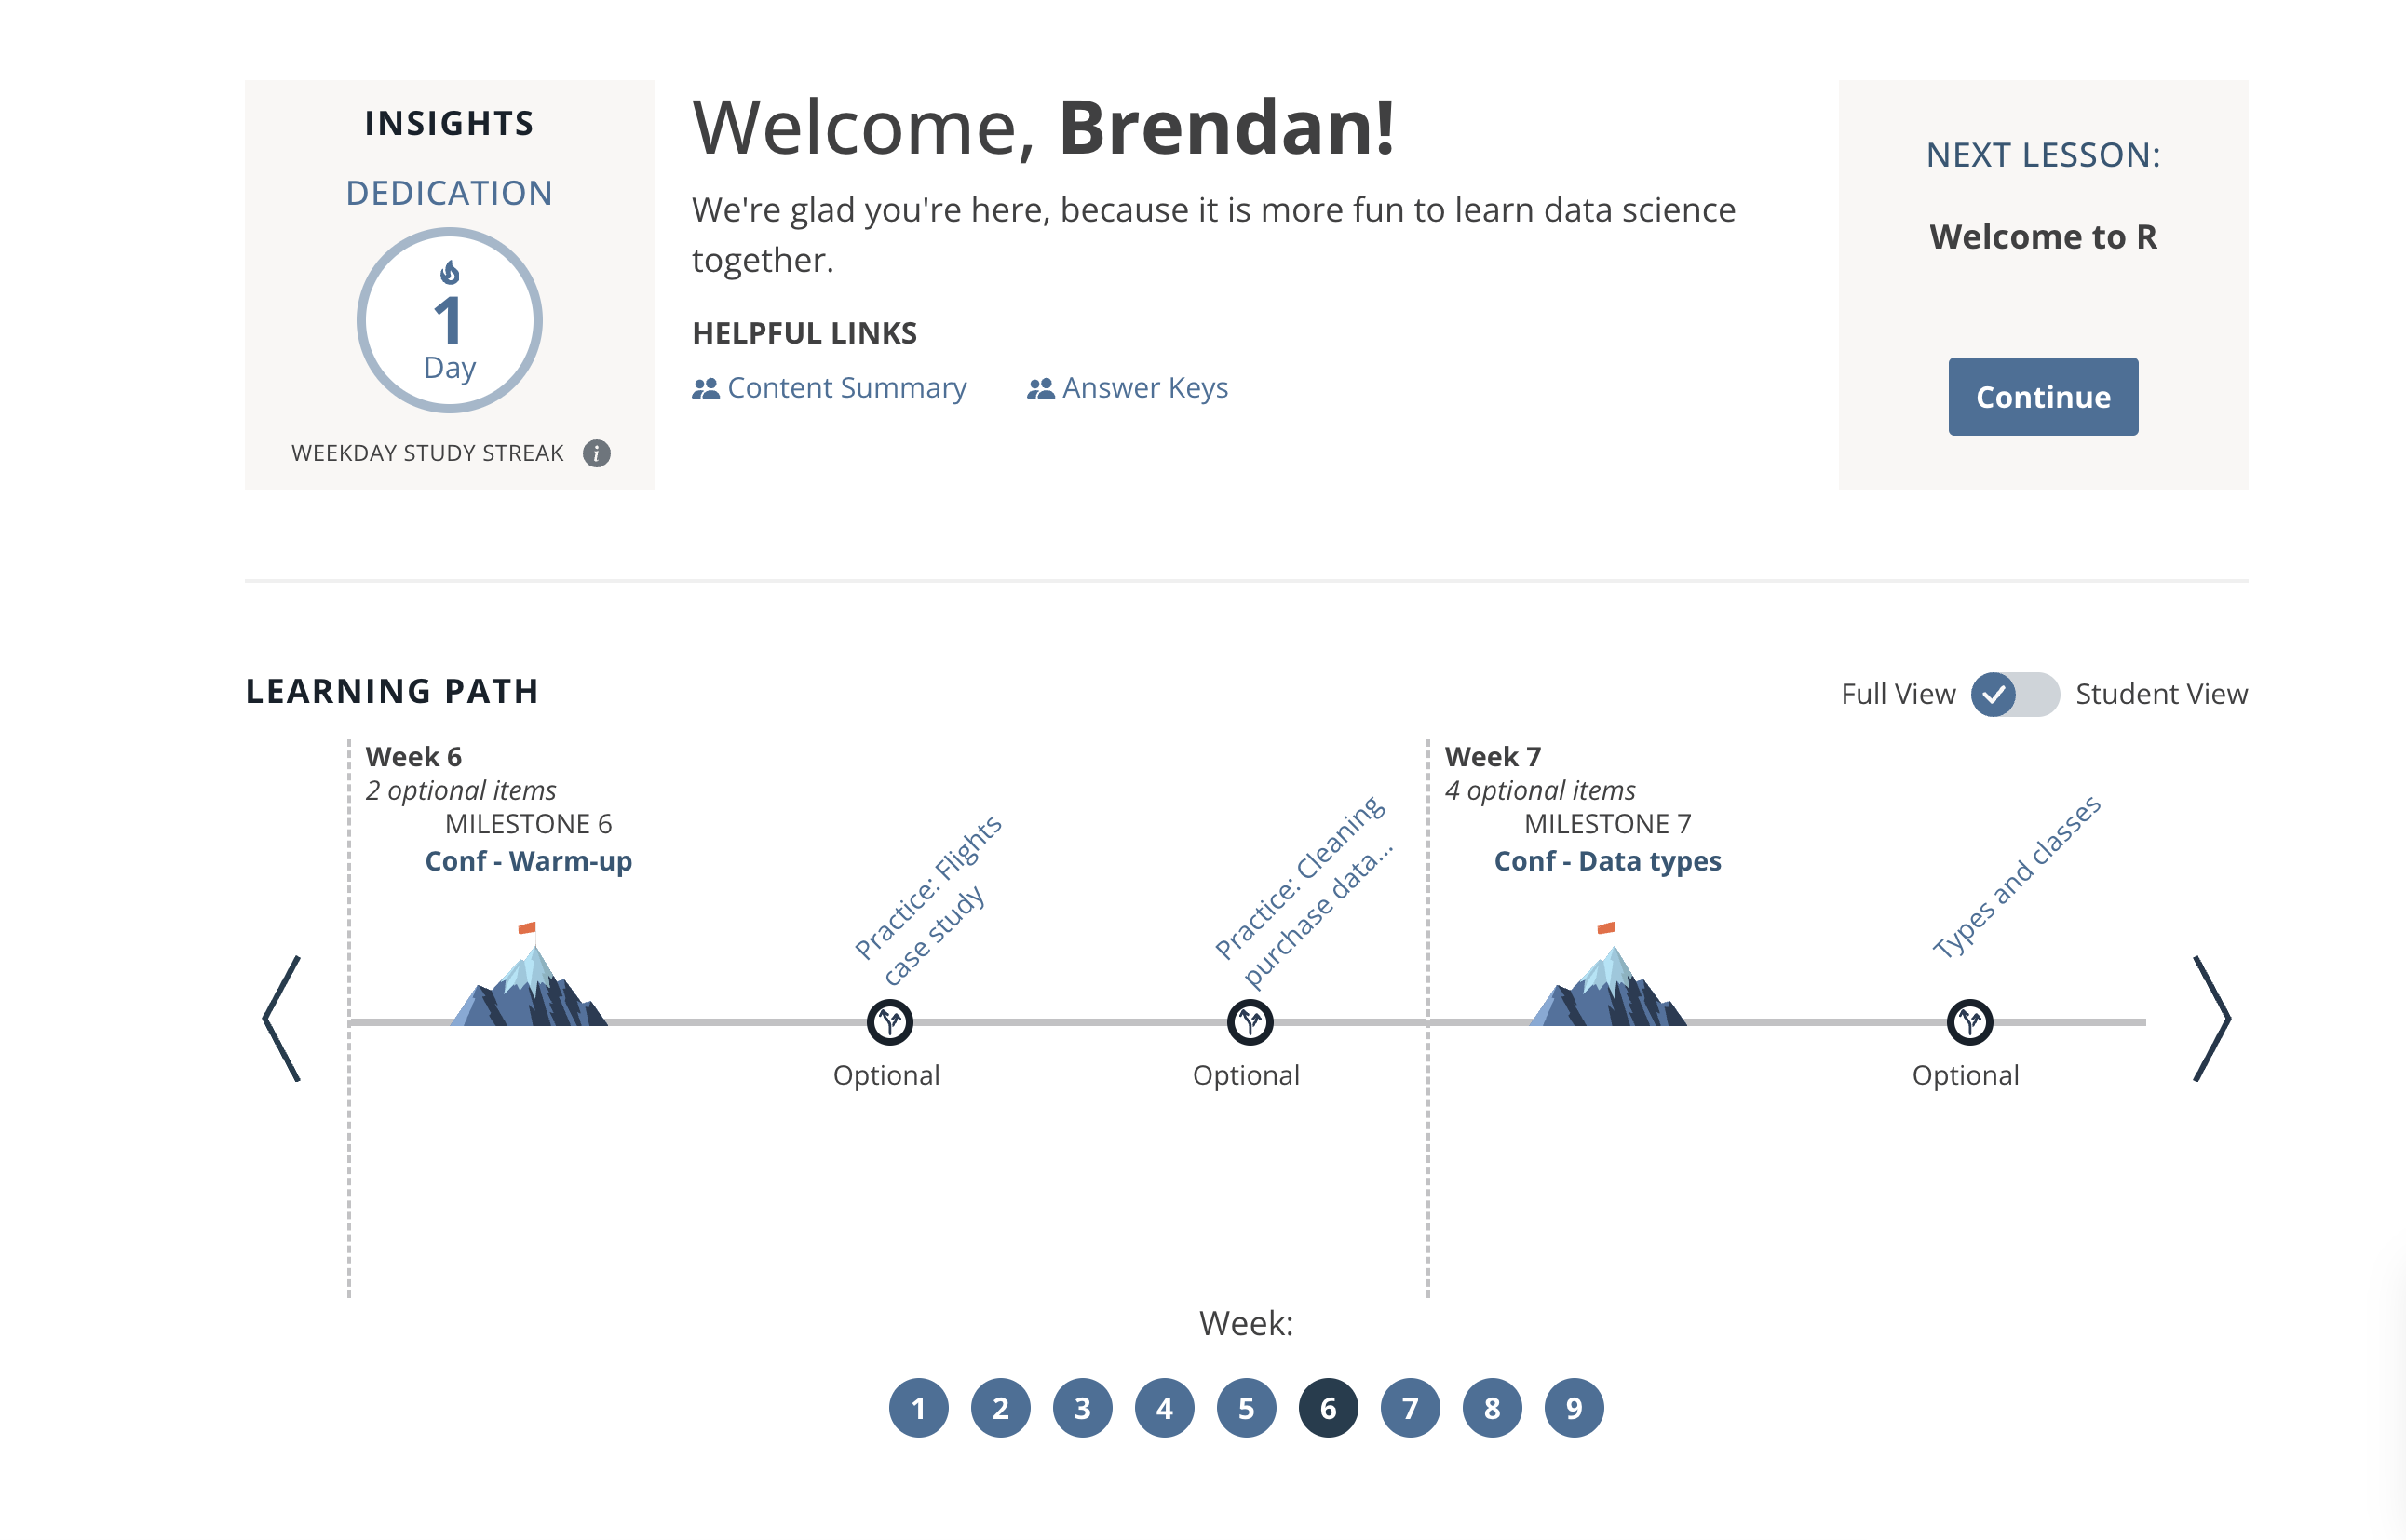 INSIGHTS
DEDICATION
1
Day
WEEKDAY STUDY STREAK i
Welcome, Brendan!
We're glad you're here, because it is more fun to learn data science
together.
HELPFUL LINKS
Content Summary Answer Keys
NEXT LESSON:
Welcome to R
Continue
LEARNING PATH
Full View Student View
Week 6
2 optional items
MILESTONE 6
Conf - Warm-up
Practice: Flights
case study
Optional
Practice: Cleaning
purchase data...
Optional
Week 7
4 optional items
MILESTONE 7
Conf - Data types
Types and classes
Optional
Week:
1 2 3 4 5 6 7 8 9